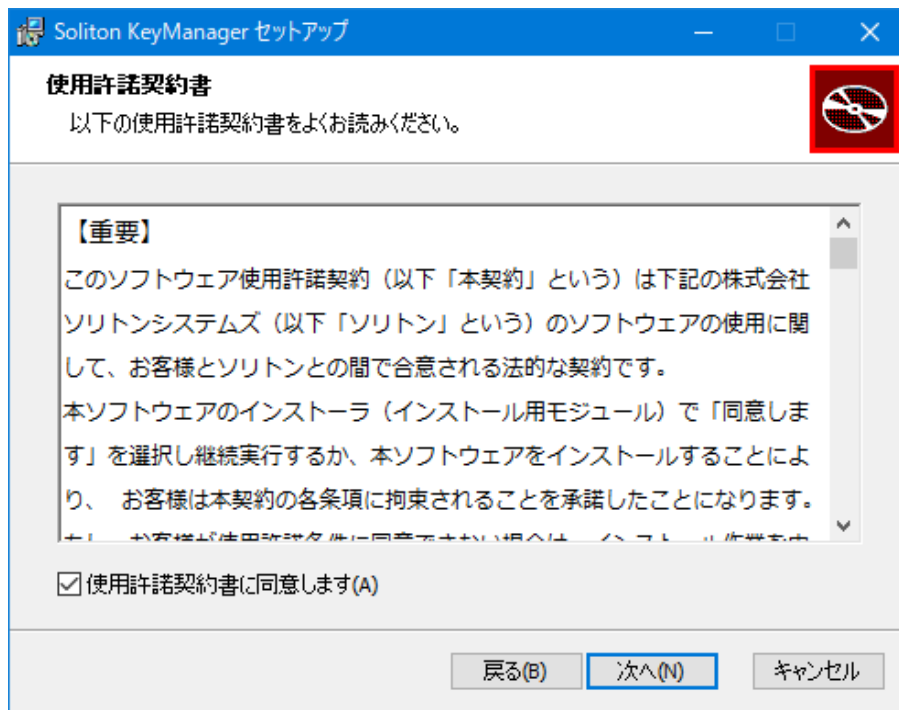 Soliton KeyManager セットアップ
使用許諾契約書
以下の使用許諾契約書をよくお読みください。
【重要】
このソフトウェア使用許諾契約（以下「本契約」という）は下記の株式会社
ソリトンシステムズ（以下「ソリトン」という）のソフトウェアの使用に関
して、お客様とソリトンとの間で合意される法的な契約です。
本ソフトウェアのインストーラ（インストール用モジュール）で「同意しま
す」を選択し継続実行するか、本ソフトウェアをインストールすることによ
り、 お客様は本契約の各条項に拘束されることを承諾したことになります。
使用許諾契約書に同意します(A)
戻る(B)
次へ(N)
キャンセル